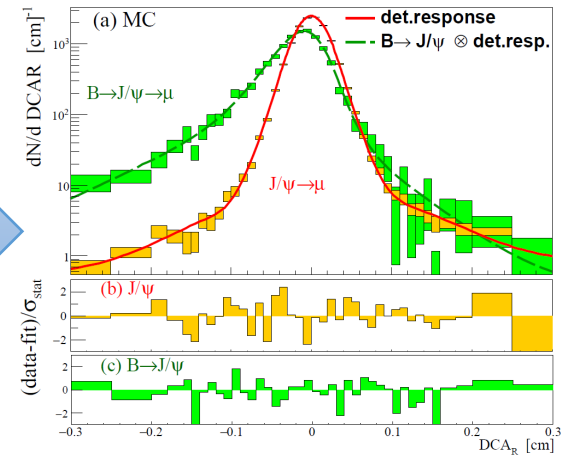 (a) MC
det.response
B→ J/ψ ⊗ det.resp.
dN/d DCAR [cm]⁻¹
10³
10²
10
1
B→J/ψ→μ
J/ψ→μ
(b) J/ψ
2
0
−2
(data-fit)/σstat
(c) B→J/ψ
2
0
−2
−0.3 −0.2 −0.1 0 0.1 0.2 0.3
DCA_R [cm]